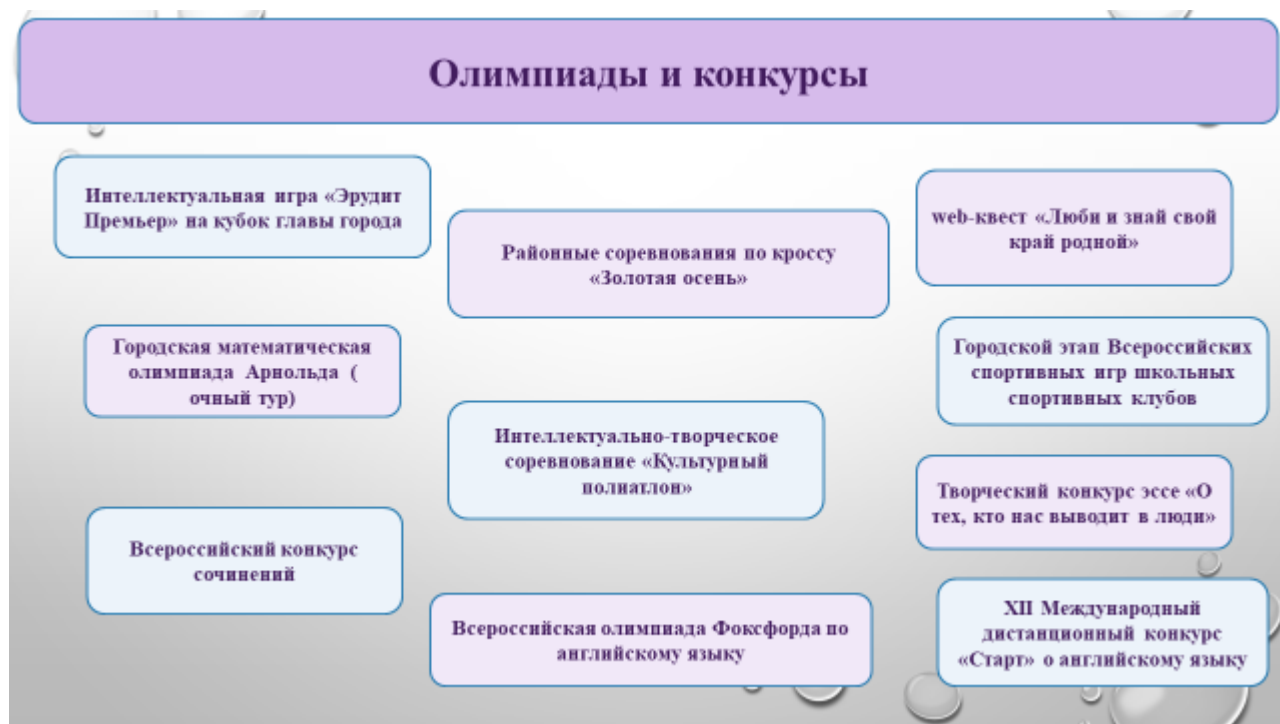 Олимпиады и конкурсы
Интеллектуальная игра «Эрудит
Премьер» на кубок главы города
Городская математическая
олимпиада Арнольда (
очный тур)
Всероссийский конкурс
сочинений
Районные соревнования по кроссу
«Золотая осень»
Интеллектуально-творческое
соревнование «Культурный
полиатлон»
Всероссийская олимпиада Фоксфорда по
английскому языку
web-квест «Люби и знай свой
край родной»
Городской этап Всероссийских
спортивных игр школьных
спортивных клубов
Творческий конкурс эссе «О
тех, кто нас выводит в люди»
XII Международный
дистанционный конкурс
«Старт» о английскому языку